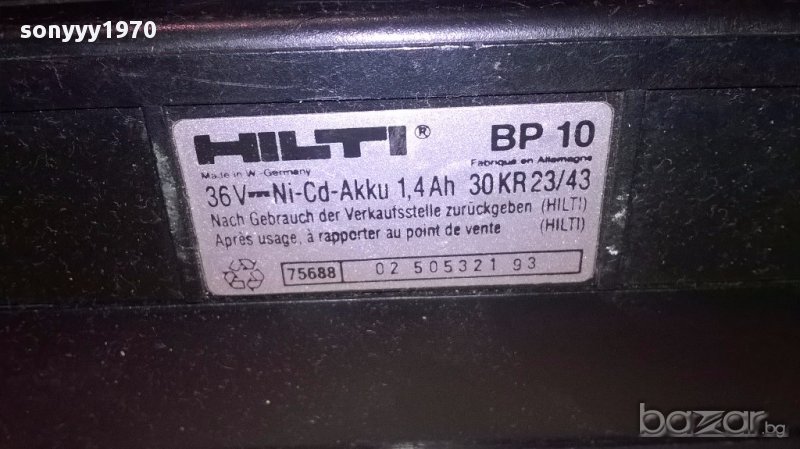 sonyyy1970
HILTI® BP 10
Made in W.-Germany Fabriqué en Allemagne
36V⎓Ni-Cd-Akku 1,4Ah 30KR23/43
Nach Gebrauch der Verkaufsstelle zurückgeben (HILTI)
Après usage, à rapporter au point de vente (HILTI)
75688 02 505321 93
bazar.bg